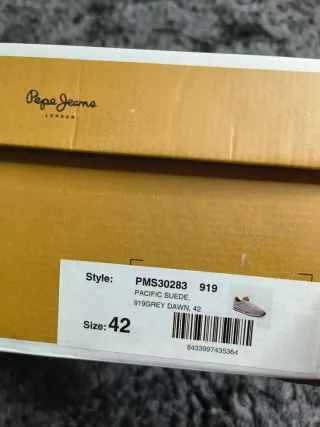 Pepe Jeans
LONDON
Style: PMS30283 919
PACIFIC SUEDE,
919GREY DAWN, 42
Size: 42
8433997435364